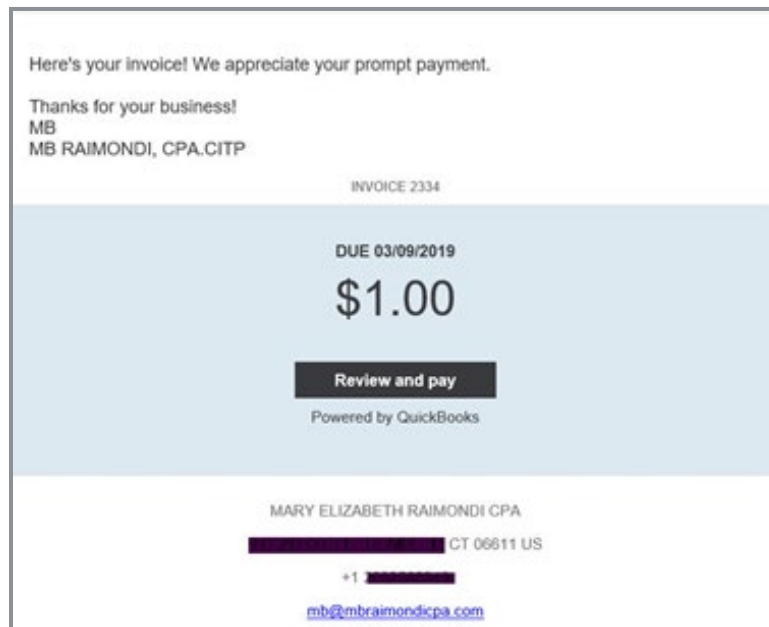 Here's your invoice! We appreciate your prompt payment.
Thanks for your business!
MB
MB RAIMONDI, CPA.CITP
INVOICE 2334
DUE 03/09/2019
$1.00
Review and pay
Powered by QuickBooks
MARY ELIZABETH RAIMONDI CPA
CT 06611 US
+1
mb@mbraimondicpa.com